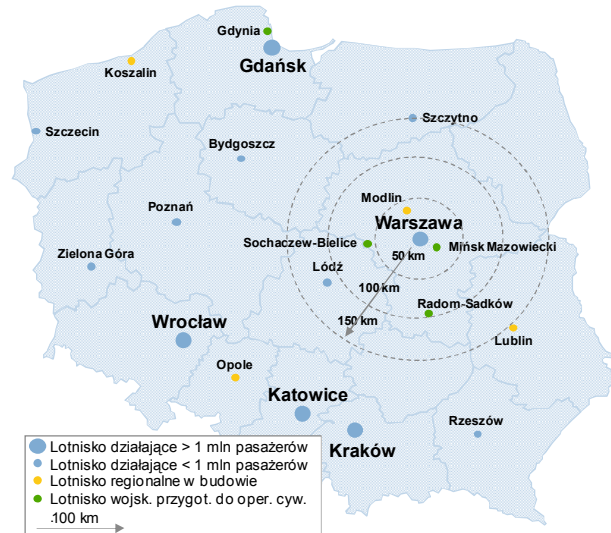 Gdynia
Gdańsk
Koszalin
Szczytno
Szczecin
Bydgoszcz
Modlin
Poznań
Warszawa
Sochaczew-Bielice
Mińsk Mazowiecki
Zielona Góra
50 km
Łódź
100 km
Radom-Sadków
150 km
Lublin
Wrocław
Opole
Katowice
Kraków
Rzeszów
Lotnisko działające > 1 mln pasażerów
Lotnisko działające < 1 mln pasażerów
Lotnisko regionalne w budowie
Lotnisko wojsk. przygot. do oper. cyw.
100 km